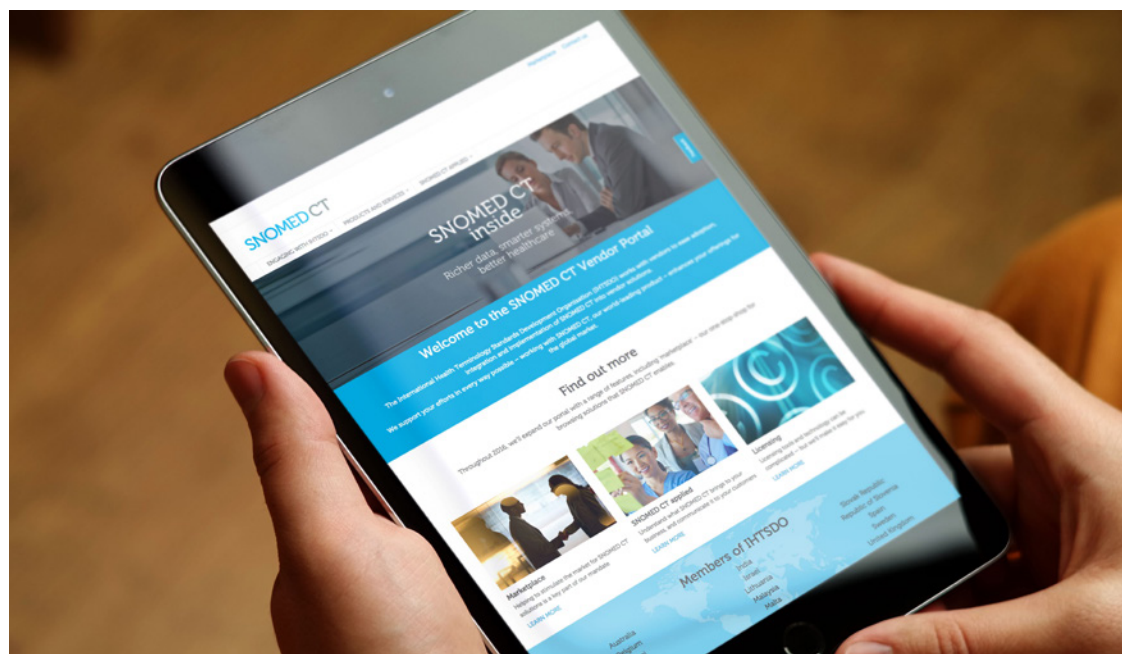 Marketplace Contact us
SNOMED CT
ENGAGING WITH IHTSDO PRODUCTS AND SERVICES SNOMED CT APPLIED
SNOMED CT
inside
Richer data, smarter systems,
better healthcare
Welcome to the SNOMED CT Vendor Portal
The International Health Terminology Standards Development Organisation (IHTSDO) works with vendors to ease adoption,
integration and implementation of SNOMED CT into vendor solutions.
We support your efforts in every way possible – working with SNOMED CT, our world-leading product – enhances your offerings for
the global market.
Find out more
Throughout 2016, we'll expand our portal with a range of features, including 'marketplace' – our one-stop shop for
browsing solutions that SNOMED CT enables.
Marketplace
Helping to stimulate the market for SNOMED CT
solutions is a key part of our mandate
LEARN MORE
SNOMED CT applied
Understand what SNOMED CT brings to your
business, and communicate it to your customers
LEARN MORE
Licensing
Licensing tools and technology can be
complicated – but we'll make it easy for you
LEARN MORE
Members of IHTSDO
Australia
Belgium
India
Israel
Lithuania
Malaysia
Malta
Slovak Republic
Republic of Slovenia
Spain
Sweden
United Kingdom